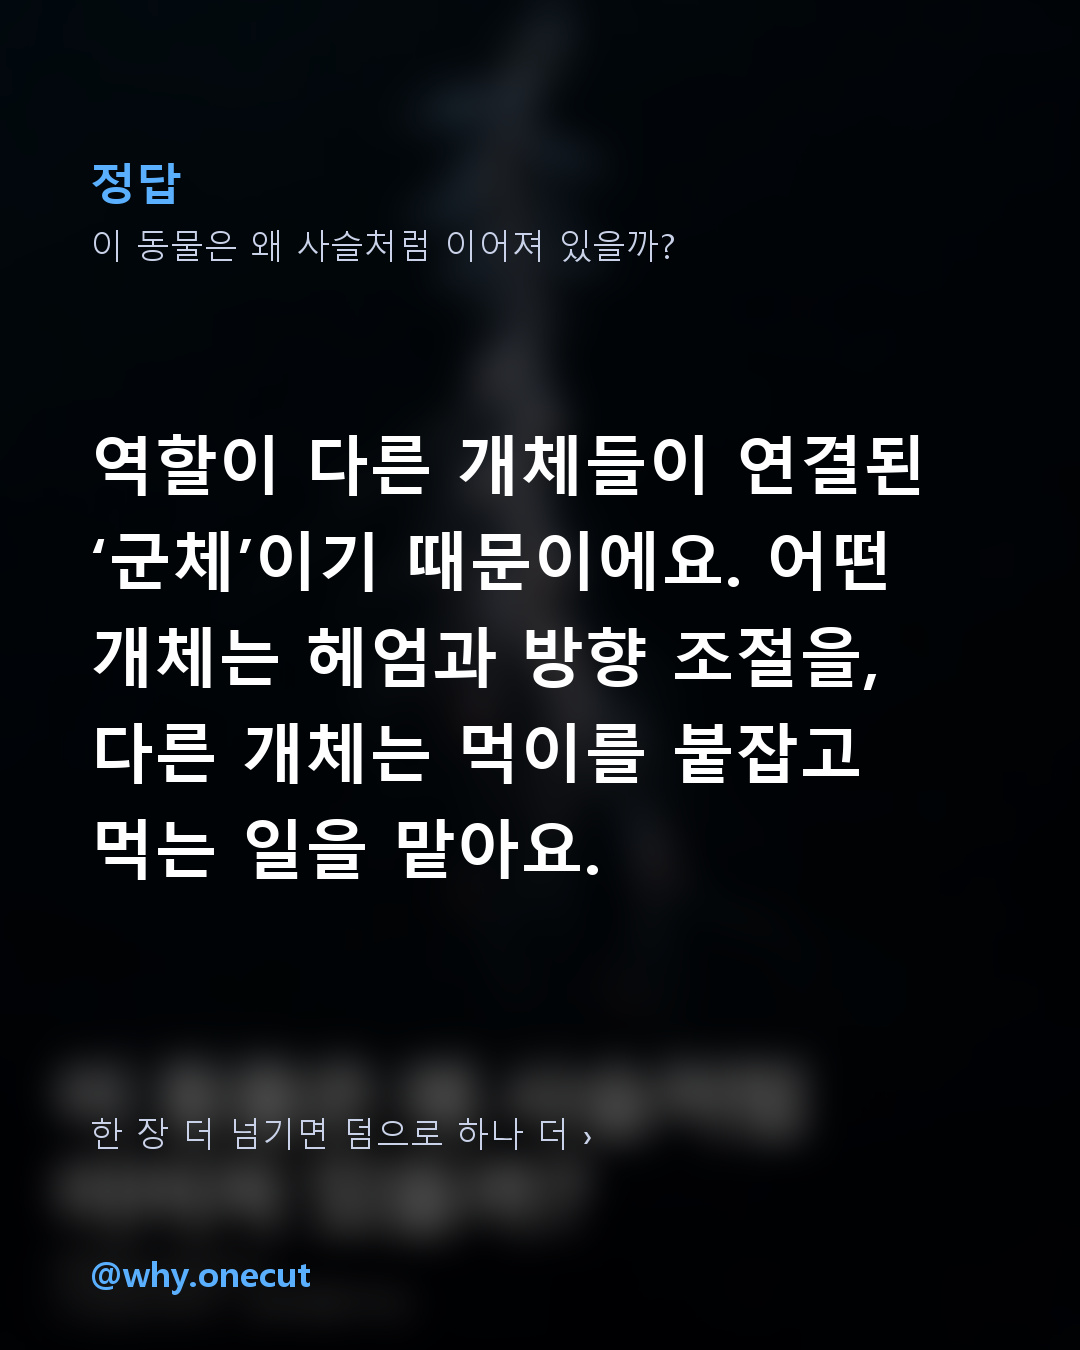 정답
이 동물은 왜 사슬처럼 이어져 있을까?
역할이 다른 개체들이 연결된
‘군체’이기 때문이에요. 어떤
개체는 헤엄과 방향 조절을,
다른 개체는 먹이를 붙잡고
먹는 일을 맡아요.
한 장 더 넘기면 덤으로 하나 더 ›
@why.onecut